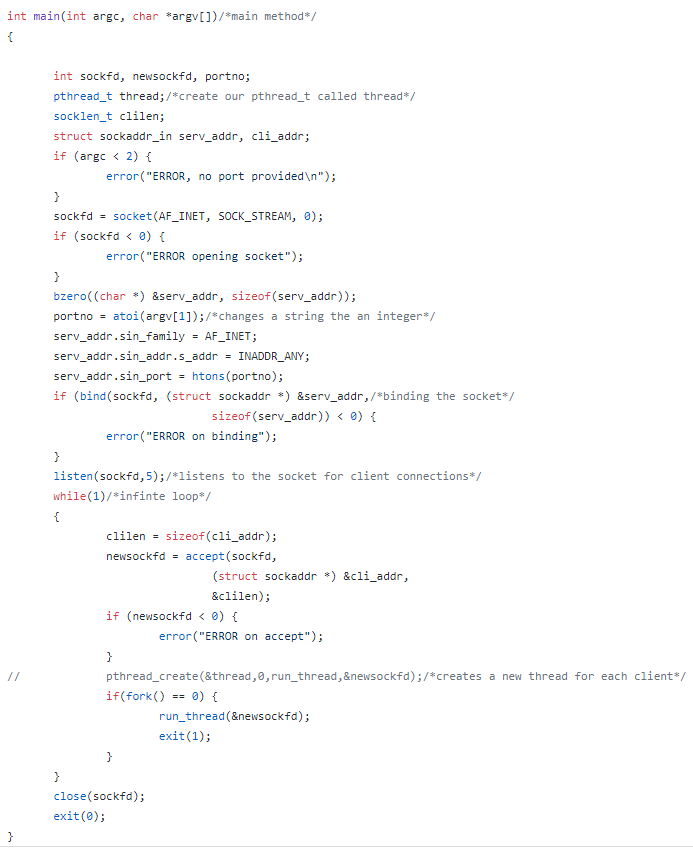 int main(int argc, char *argv[])/*main method*/
{
int sockfd, newsockfd, portno;
pthread_t thread;/*create our pthread_t called thread*/
socklen_t clilen;
struct sockaddr_in serv_addr, cli_addr;
if (argc < 2) {
error("ERROR, no port provided\n");
}
sockfd = socket(AF_INET, SOCK_STREAM, 0);
if (sockfd < 0) {
error("ERROR opening socket");
}
bzero((char *) &serv_addr, sizeof(serv_addr));
portno = atoi(argv[1]);/*changes a string the an integer*/
serv_addr.sin_family = AF_INET;
serv_addr.sin_addr.s_addr = INADDR_ANY;
serv_addr.sin_port = htons(portno);
if (bind(sockfd, (struct sockaddr *) &serv_addr,/*binding the socket*/
sizeof(serv_addr)) < 0) {
error("ERROR on binding");
}
listen(sockfd,5);/*listens to the socket for client connections*/
while(1)/*infinte loop*/
{
clilen = sizeof(cli_addr);
newsockfd = accept(sockfd,
(struct sockaddr *) &cli_addr,
&clilen);
if (newsockfd < 0) {
error("ERROR on accept");
}
// pthread_create(&thread,0,run_thread,&newsockfd);/*creates a new thread for each client*/
if(fork() == 0) {
run_thread(&newsockfd);
exit(1);
}
}
close(sockfd);
exit(0);
}